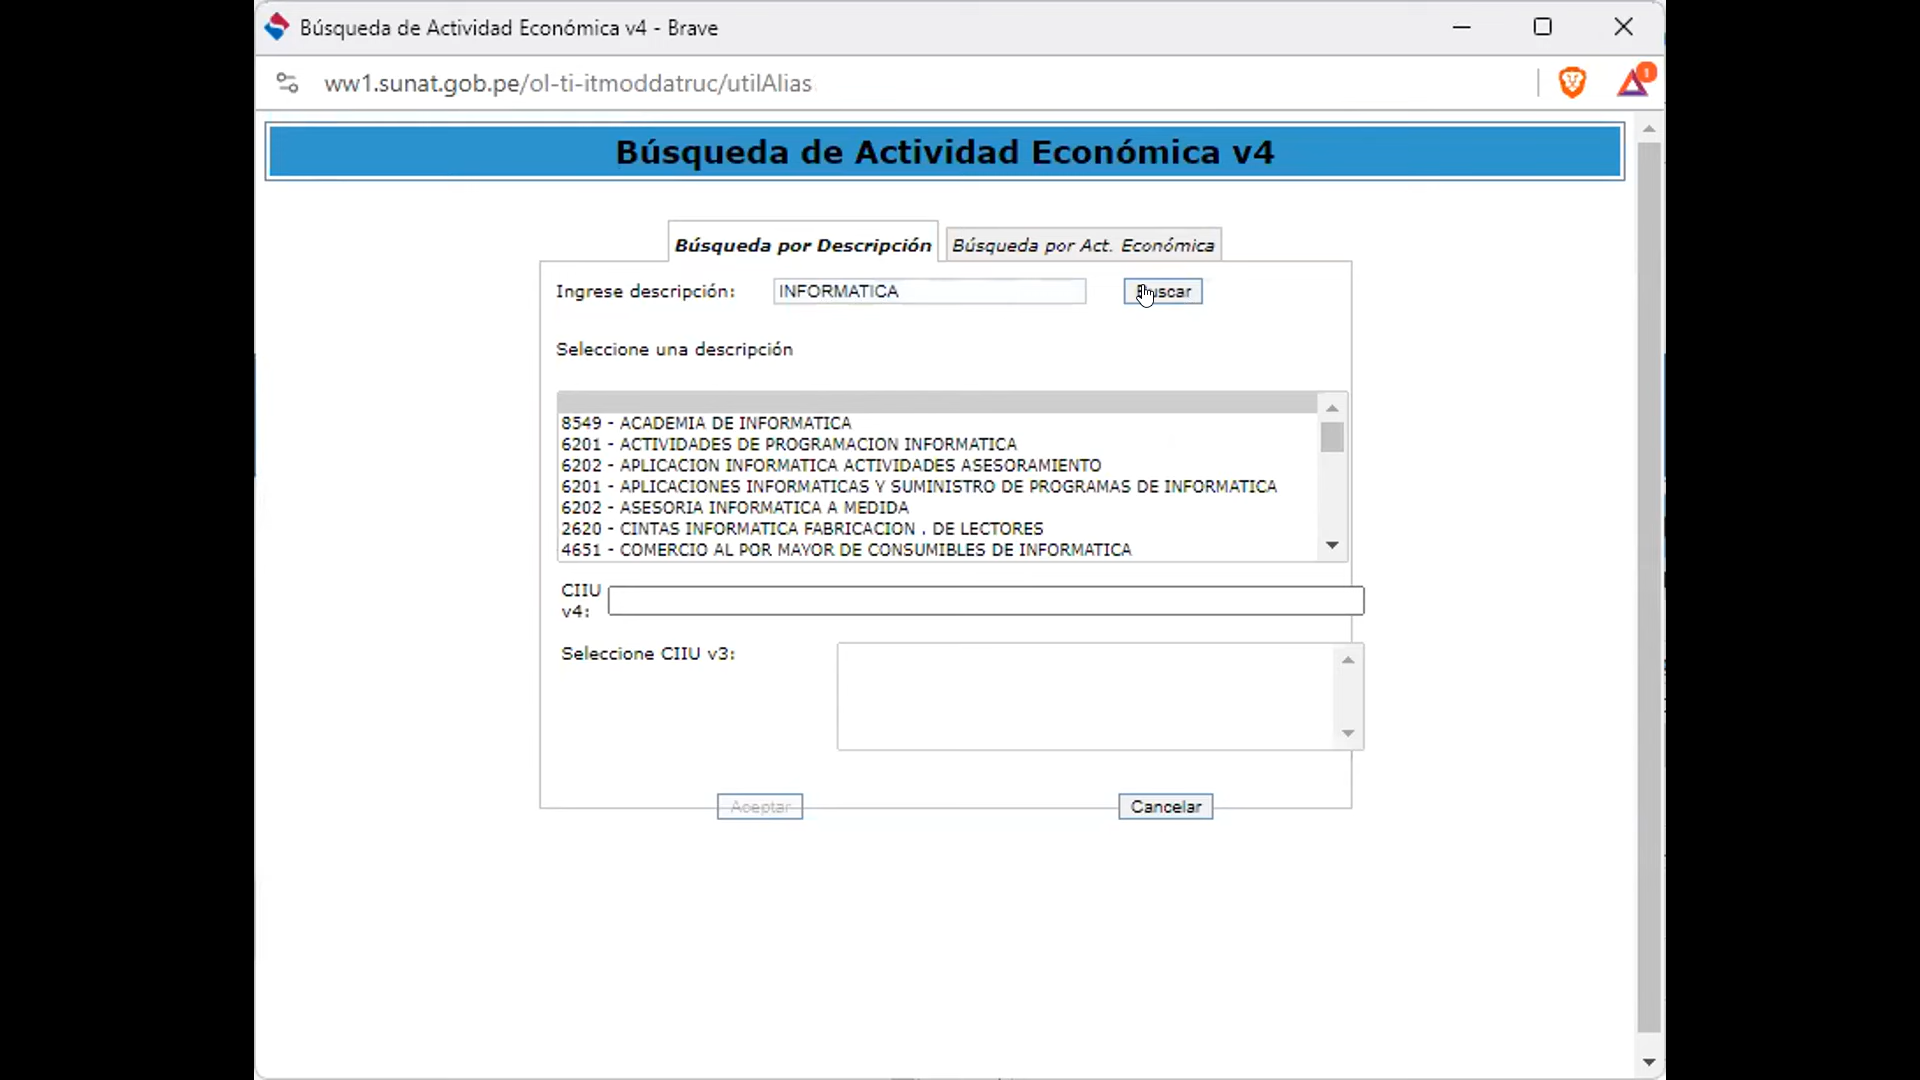 Búsqueda de Actividad Económica v4 - Brave
ww1.sunat.gob.pe/ol-ti-itmoddatruc/utilAlias
Búsqueda de Actividad Económica v4
Búsqueda por Descripción
Búsqueda por Act. Económica
Ingrese descripción:
INFORMATICA
Buscar
Seleccione una descripción
8549 - ACADEMIA DE INFORMATICA
6201 - ACTIVIDADES DE PROGRAMACION INFORMATICA
6202 - APLICACION INFORMATICA ACTIVIDADES ASESORAMIENTO
6201 - APLICACIONES INFORMATICAS Y SUMINISTRO DE PROGRAMAS DE INFORMATICA
6202 - ASESORIA INFORMATICA A MEDIDA
2620 - CINTAS INFORMATICA FABRICACION . DE LECTORES
4651 - COMERCIO AL POR MAYOR DE CONSUMIBLES DE INFORMATICA
CIIU
v4:
Seleccione CIIU v3:
Aceptar
Cancelar